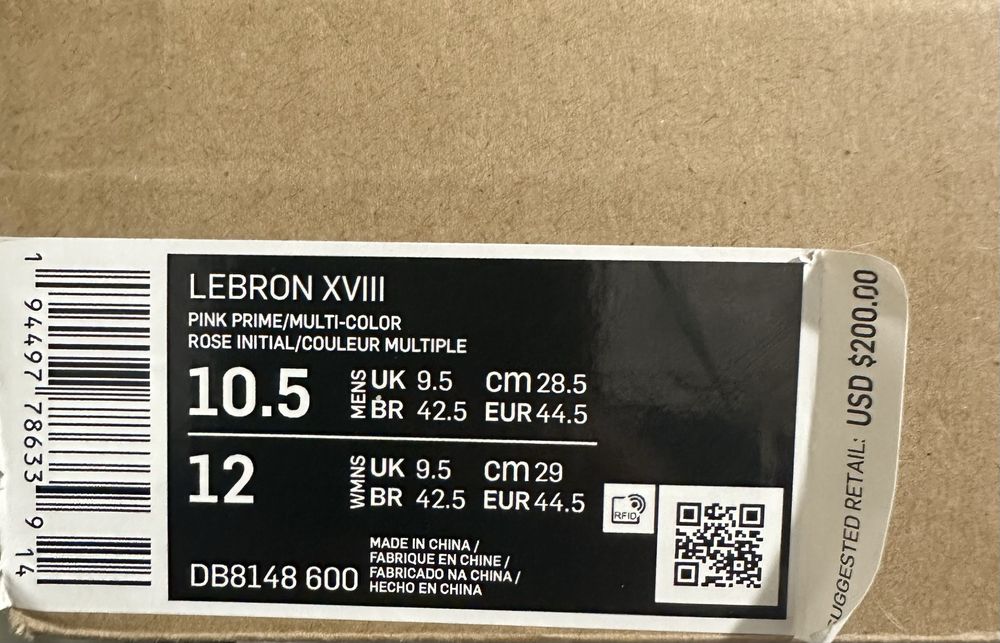 LEBRON XVIII
PINK PRIME/MULTI-COLOR
ROSE INITIAL/COULEUR MULTIPLE
10.5 MENS UK 9.5 cm 28.5
BR 42.5 EUR 44.5
12 WMNS UK 9.5 cm 29
BR 42.5 EUR 44.5
RFID
DB8148 600
MADE IN CHINA /
FABRIQUE EN CHINE /
FABRICADO NA CHINA /
HECHO EN CHINA
1 94497 78633 9 14
SUGGESTED RETAIL: USD $200.00